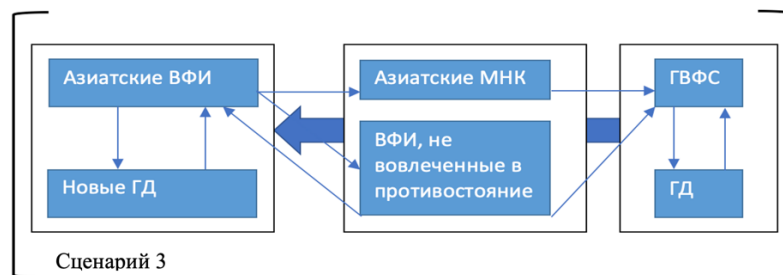 Азиатские ВФИ
Азиатские МНК
ГВФС
ВФИ, не
вовлеченные в
противостояние
Новые ГД
ГД
Сценарий 3